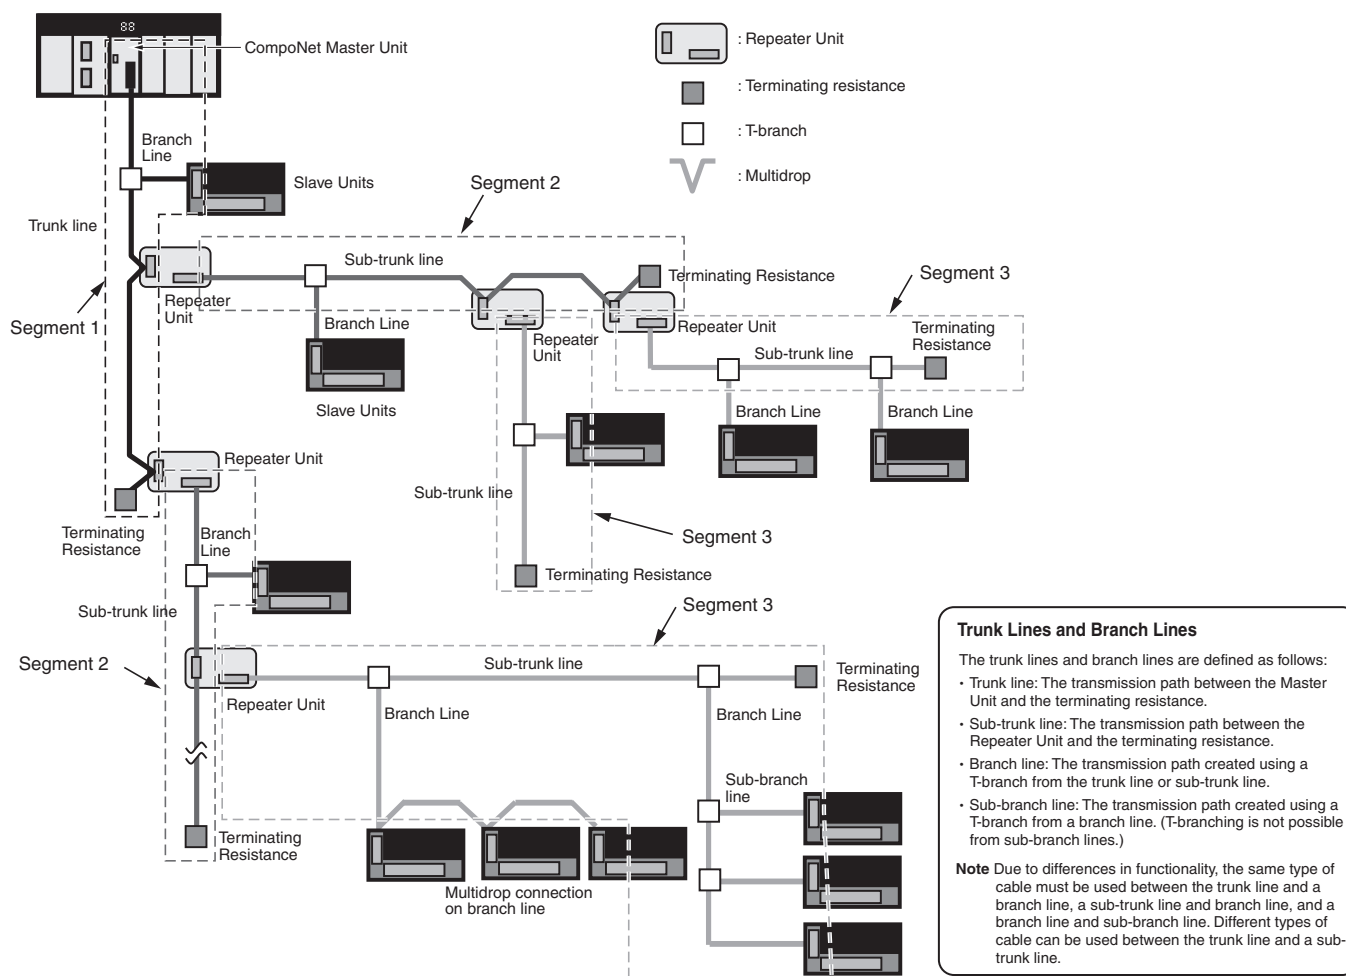 88
CompoNet Master Unit
: Repeater Unit
: Terminating resistance
: T-branch
: Multidrop
Branch
Line
Slave Units
Segment 2
Trunk line
Sub-trunk line
Terminating Resistance
Segment 3
Repeater
Unit
Segment 1
Branch Line
Repeater
Unit
Repeater Unit
Terminating
Resistance
Sub-trunk line
Slave Units
Branch Line
Branch Line
Repeater Unit
Sub-trunk line
Terminating
Resistance
Branch
Line
Segment 3
Terminating Resistance
Sub-trunk line
Segment 3
Segment 2
Sub-trunk line
Terminating
Resistance
Repeater Unit
Branch Line
Branch Line
Sub-branch
line
Terminating
Resistance
Multidrop connection
on branch line
Trunk Lines and Branch Lines
The trunk lines and branch lines are defined as follows:
• Trunk line: The transmission path between the Master
Unit and the terminating resistance.
• Sub-trunk line: The transmission path between the
Repeater Unit and the terminating resistance.
• Branch line: The transmission path created using a
T-branch from the trunk line or sub-trunk line.
• Sub-branch line: The transmission path created using a
T-branch from a branch line. (T-branching is not possible
from sub-branch lines.)
Note Due to differences in functionality, the same type of
cable must be used between the trunk line and a
branch line, a sub-trunk line and branch line, and a
branch line and sub-branch line. Different types of
cable can be used between the trunk line and a sub-
trunk line.